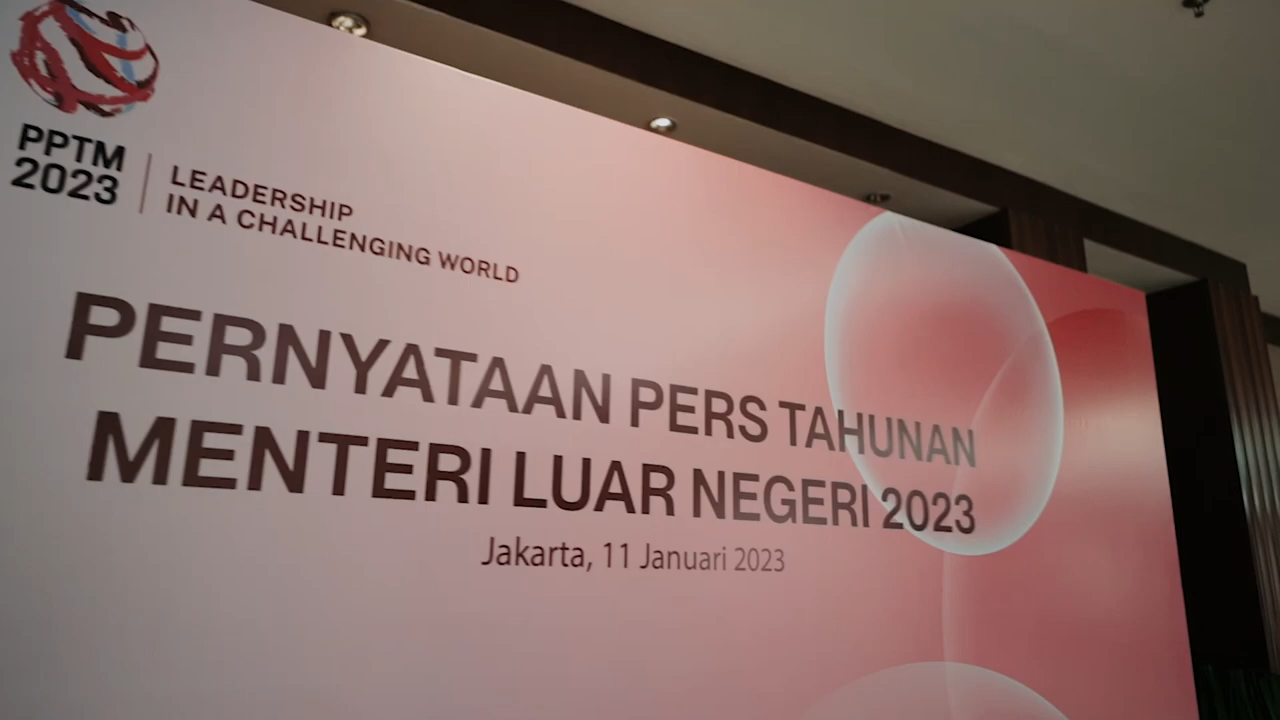 PPTM
2023
LEADERSHIP
IN A CHALLENGING WORLD
PERNYATAAN PERS TAHUNAN
MENTERI LUAR NEGERI 2023
Jakarta, 11 Januari 2023